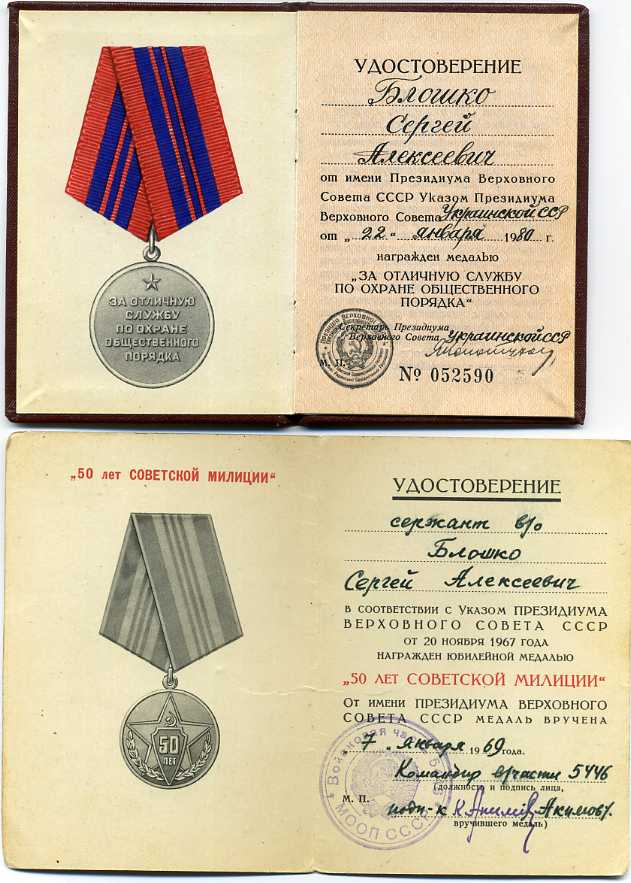 ЗА ОТЛИЧНУЮ
СЛУЖБУ
ПО ОХРАНЕ
ОБЩЕСТВЕННОГО
ПОРЯДКА
УДОСТОВЕРЕНИЕ
Блошко
Сергей
Алексеевич
от имени Президиума Верховного
Совета СССР Указом Президиума
Верховного Совета Украинской ССР
от „22“ января 1980 г.
награжден медалью
„ЗА ОТЛИЧНУЮ СЛУЖБУ
ПО ОХРАНЕ ОБЩЕСТВЕННОГО
ПОРЯДКА“
Секретарь Президиума
Верховного Совета Украинской ССР
М. П.
№ 052590
„50 лет СОВЕТСКОЙ МИЛИЦИИ“
50
ЛЕТ
УДОСТОВЕРЕНИЕ
сержант в/о
Блошко
Сергей Алексеевич
В СООТВЕТСТВИИ С УКАЗОМ ПРЕЗИДИУМА
ВЕРХОВНОГО СОВЕТА СССР
ОТ 20 НОЯБРЯ 1967 ГОДА
НАГРАЖДЕН ЮБИЛЕЙНОЙ МЕДАЛЬЮ
„50 ЛЕТ СОВЕТСКОЙ МИЛИЦИИ“
От имени ПРЕЗИДИУМА ВЕРХОВНОГО
СОВЕТА СССР МЕДАЛЬ ВРУЧЕНА
„7“ января 1969 года.
Командир в/части 5446
(должность и подпись лица,
М. П.
подп-к Акимов
вручившего медаль)
Войсковая часть
МООП СССР